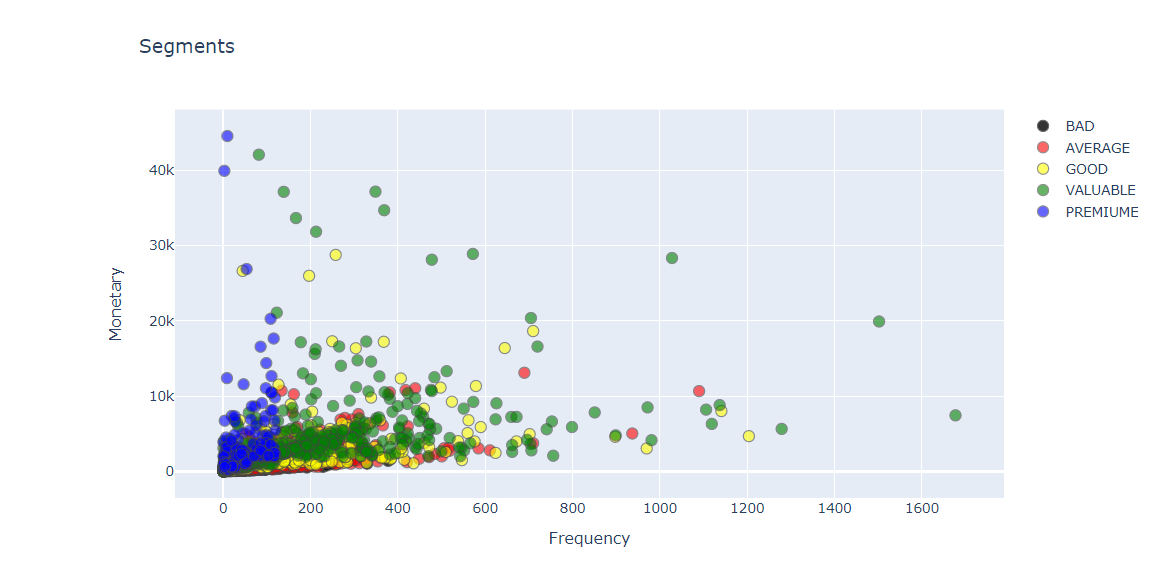 Segments
BAD
AVERAGE
GOOD
VALUABLE
PREMIUME
Monetary
40k
30k
20k
10k
0
0 200 400 600 800 1000 1200 1400 1600
Frequency